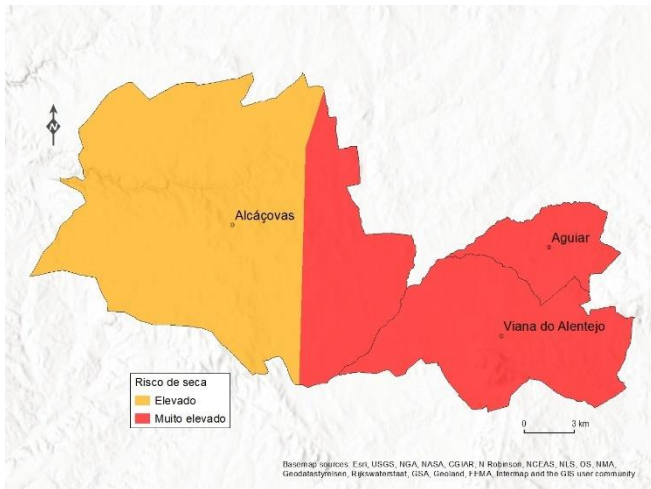 N
Alcáçovas
Aguiar
Viana do Alentejo
Risco de seca
Elevado
Muito elevado
0 3 km
Basemap sources: Esri, USGS, NGA, NASA, CGIAR, N Robinson, NCEAS, NLS, OS, NMA,
Geodatastyrelsen, Rijkswaterstaat, GSA, Geoland, FEMA, Intermap and the GIS user community